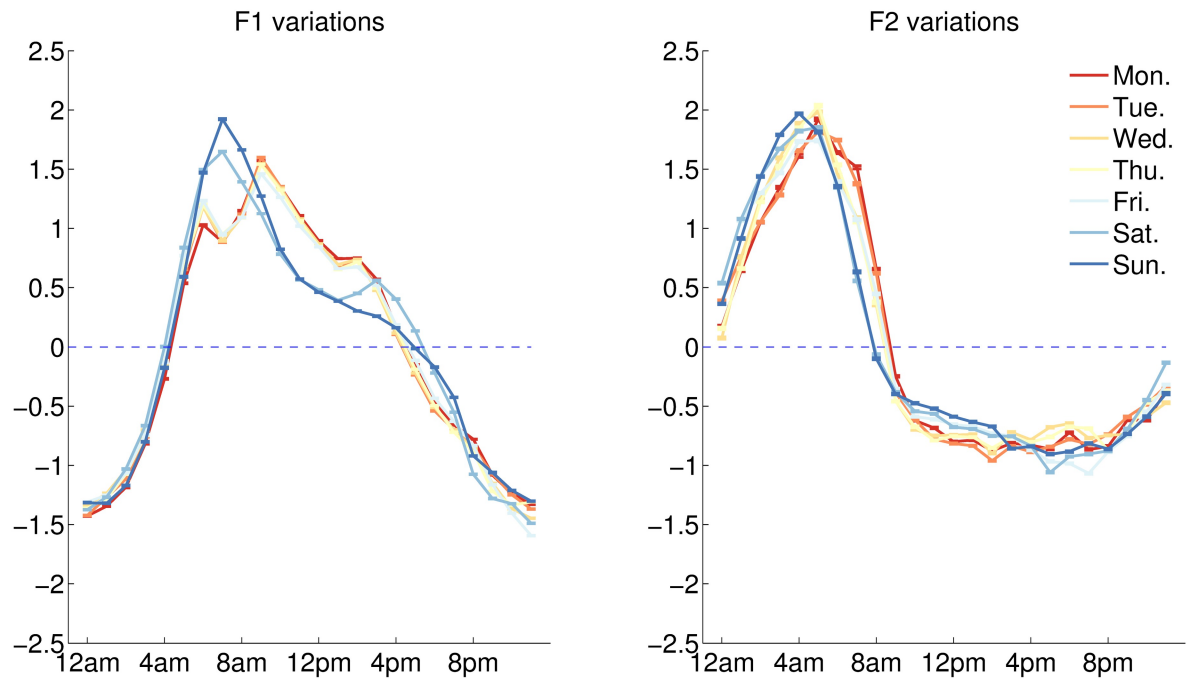 F1 variations
2.5
2
1.5
1
0.5
0
−0.5
−1
−1.5
−2
−2.5
12am 4am 8am 12pm 4pm 8pm
F2 variations
2.5
2
1.5
1
0.5
0
−0.5
−1
−1.5
−2
−2.5
12am 4am 8am 12pm 4pm 8pm
Mon.
Tue.
Wed.
Thu.
Fri.
Sat.
Sun.